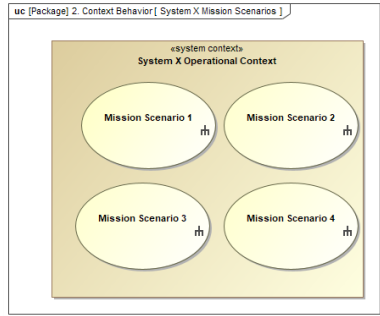 uc [Package] 2. Context Behavior [ System X Mission Scenarios ]
«system context»
System X Operational Context
Mission Scenario 1
Mission Scenario 2
Mission Scenario 3
Mission Scenario 4